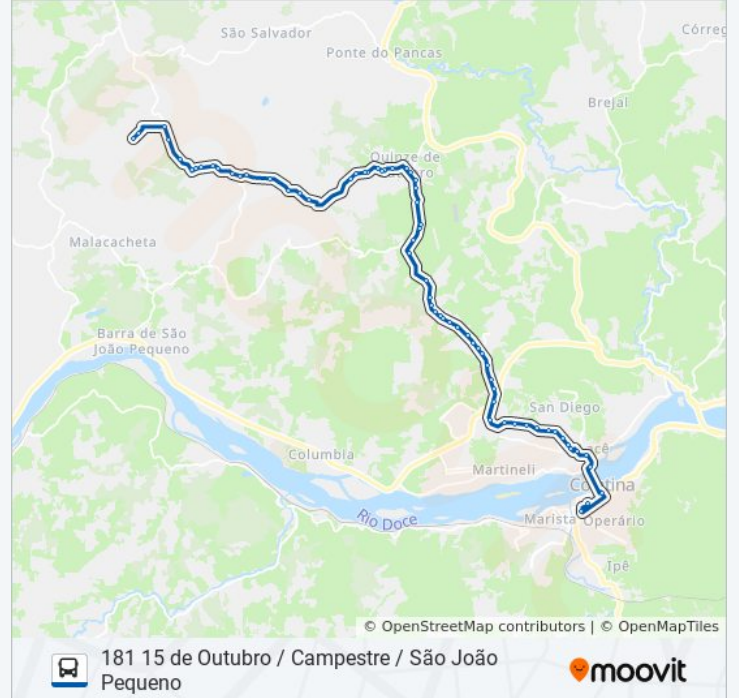 São Salvador
Ponte do Pancas
Córreg
Brejal
Quinze de
Malacacheta
Barra de São
João Pequeno
San Diego
Columbia
Martineli
Rio Doce
Marista Operário
Ipê
© OpenStreetMap contributors | © OpenMapTiles
181 15 de Outubro / Campestre / São João
Pequeno
moovit